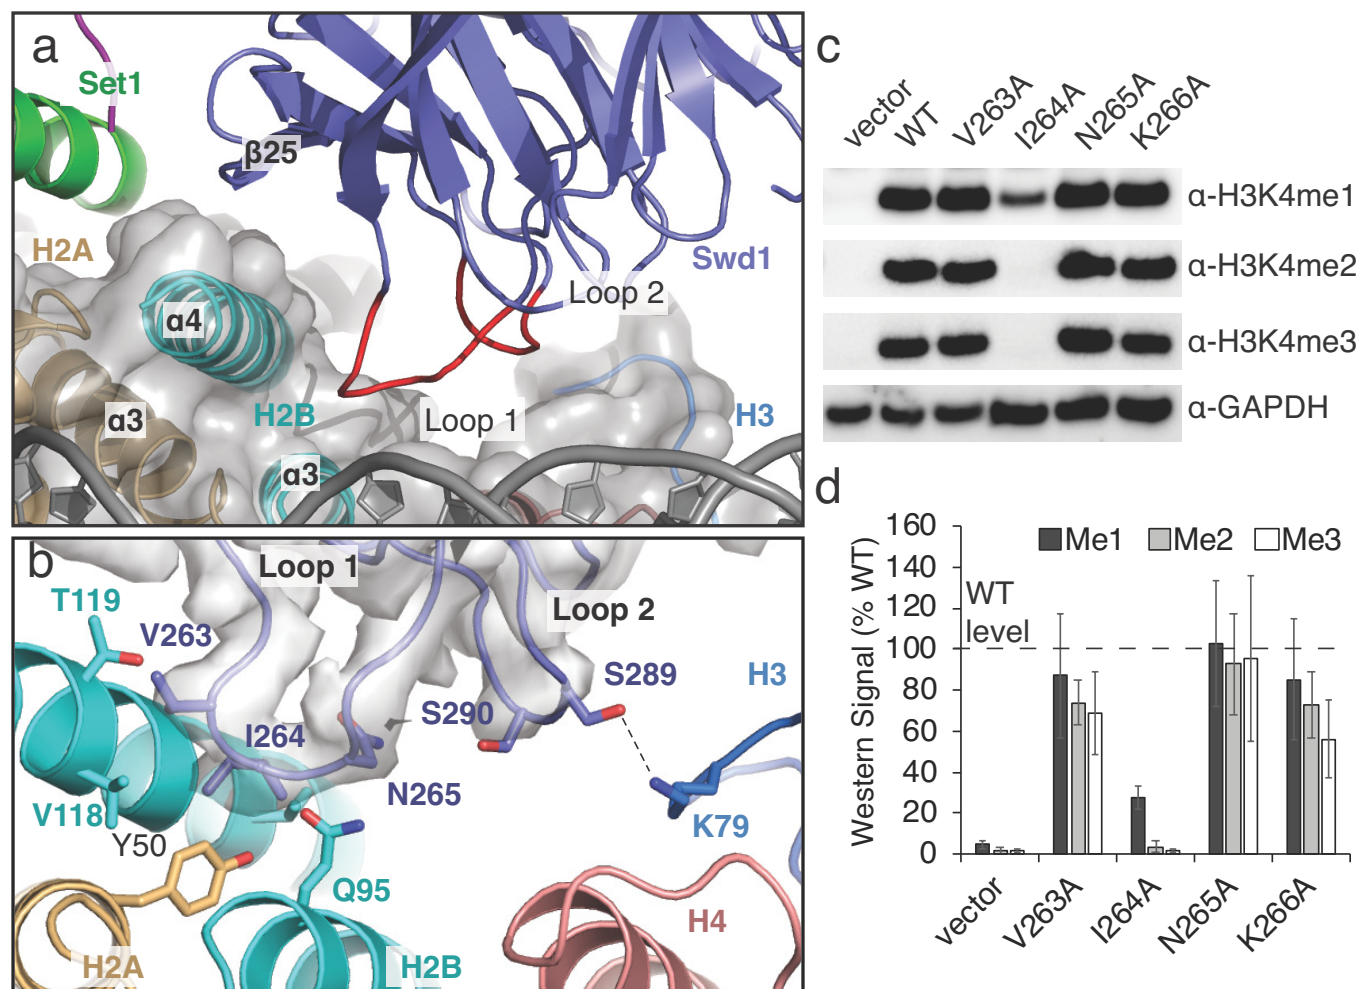 a
Set1
β25
H2A
Swd1
Loop 2
α4
H2B
H3
α3
Loop 1
α3
b
Loop 1
T119
V263
Loop 2
S289
H3
S290
I264
N265
V118
K79
Y50
Q95
H4
H2A
H2B
c
vector
WT
V263A
I264A
N265A
K266A
α-H3K4me1
α-H3K4me2
α-H3K4me3
α-GAPDH
d
Western Signal (% WT)
160
140
120
100
80
60
40
20
0
Me1
Me2
Me3
WT
level
vector
V263A
I264A
N265A
K266A